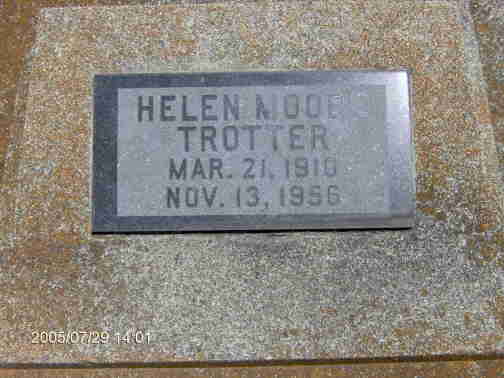 HELEN
TROTTER
MAR. 21, 1910
NOV. 13, 1956
2005/07/29 14:01